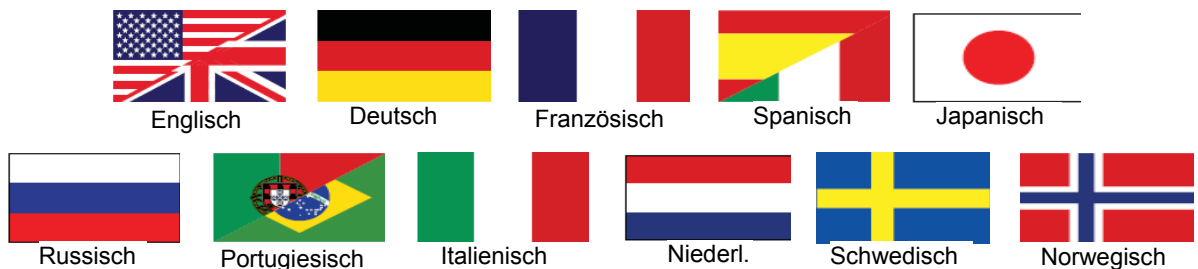 Englisch Deutsch Französisch Spanisch Japanisch
Russisch Portugiesisch Italienisch Niederl. Schwedisch Norwegisch